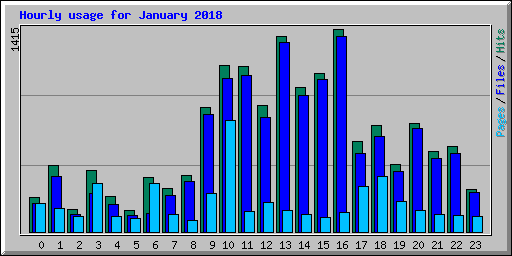 Hourly usage for January 2018
1415
Pages/Files/Hits
0 1 2 3 4 5 6 7 8 9 10 11 12 13 14 15 16 17 18 19 20 21 22 23